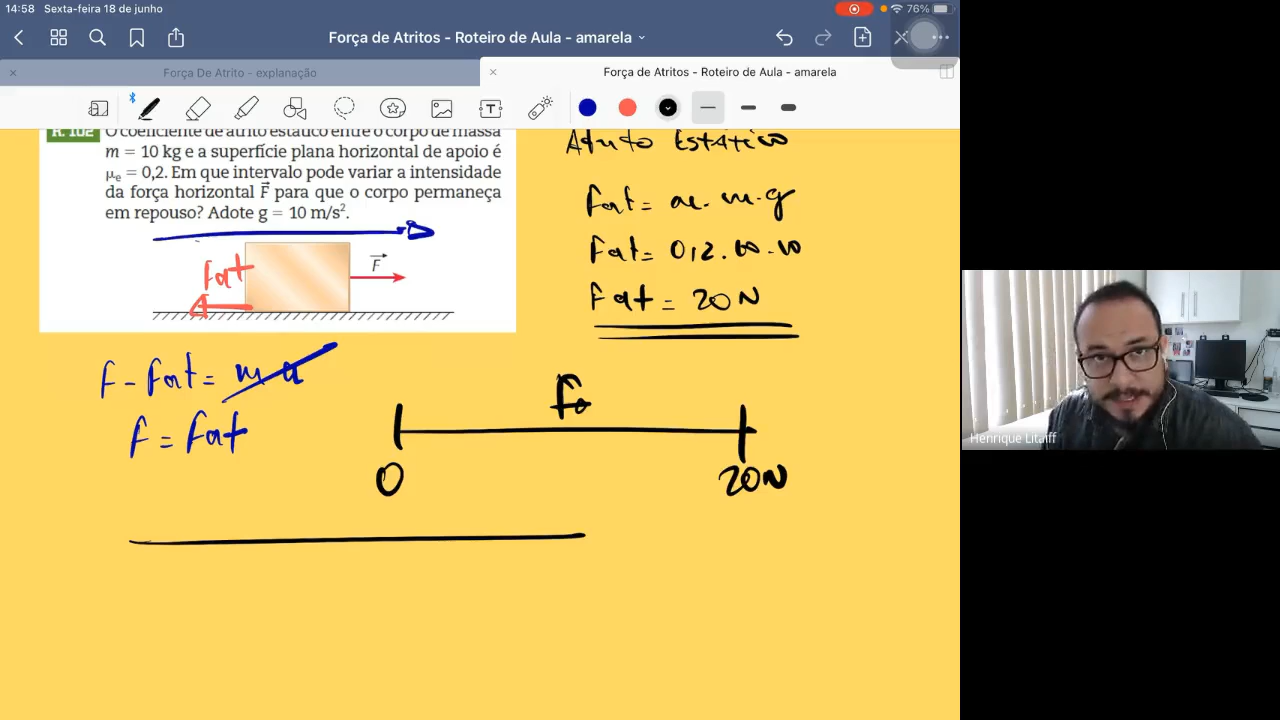 14:58 Sexta-feira 18 de junho
76%
Força de Atritos - Roteiro de Aula - amarela
Força De Atrito - explanação
Força de Atritos - Roteiro de Aula - amarela
R. 102 O coeficiente de atrito estático entre o corpo de massa
m = 10 kg e a superfície plana horizontal de apoio é
μe = 0,2. Em que intervalo pode variar a intensidade
da força horizontal F para que o corpo permaneça
em repouso? Adote g = 10 m/s².
Fat
F
Atrito Estático
Fat = m. m. g
Fat = 0,2. 10. 10
Fat = 20 N
F - Fat = m a
F = Fat
0
20N
Henrique Litaiff